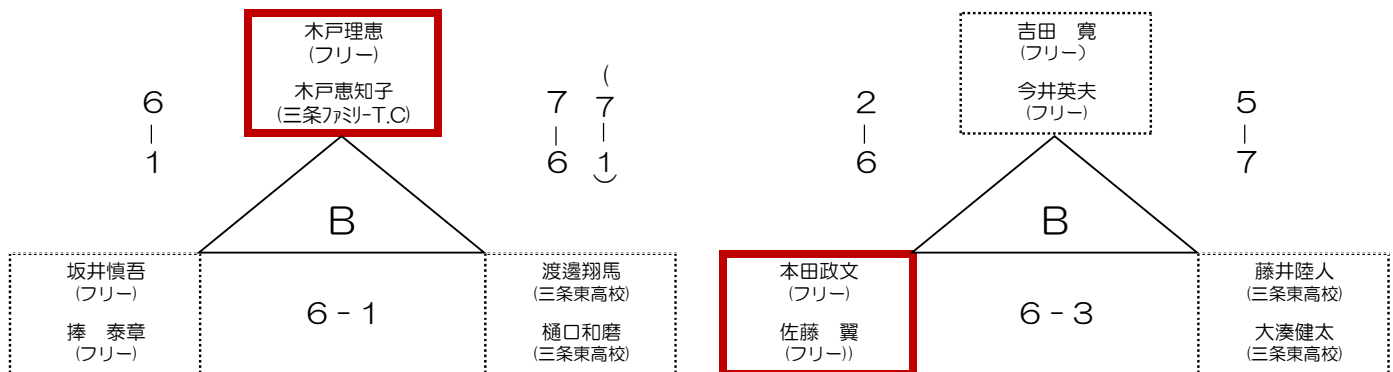 木戸理恵
(フリー)
木戸恵知子
(三条ファミリーT.C)
6
|
1
7
|
6
(
7
|
1
)
B
坂井慎吾
(フリー)
捧　泰章
(フリー)
6-1
渡邊翔馬
(三条東高校)
樋口和磨
(三条東高校)
吉田　寛
(フリー)
今井英夫
(フリー)
2
|
6
5
|
7
B
本田政文
(フリー)
佐藤　翼
(フリー))
6-3
藤井陸人
(三条東高校)
大湊健太
(三条東高校)